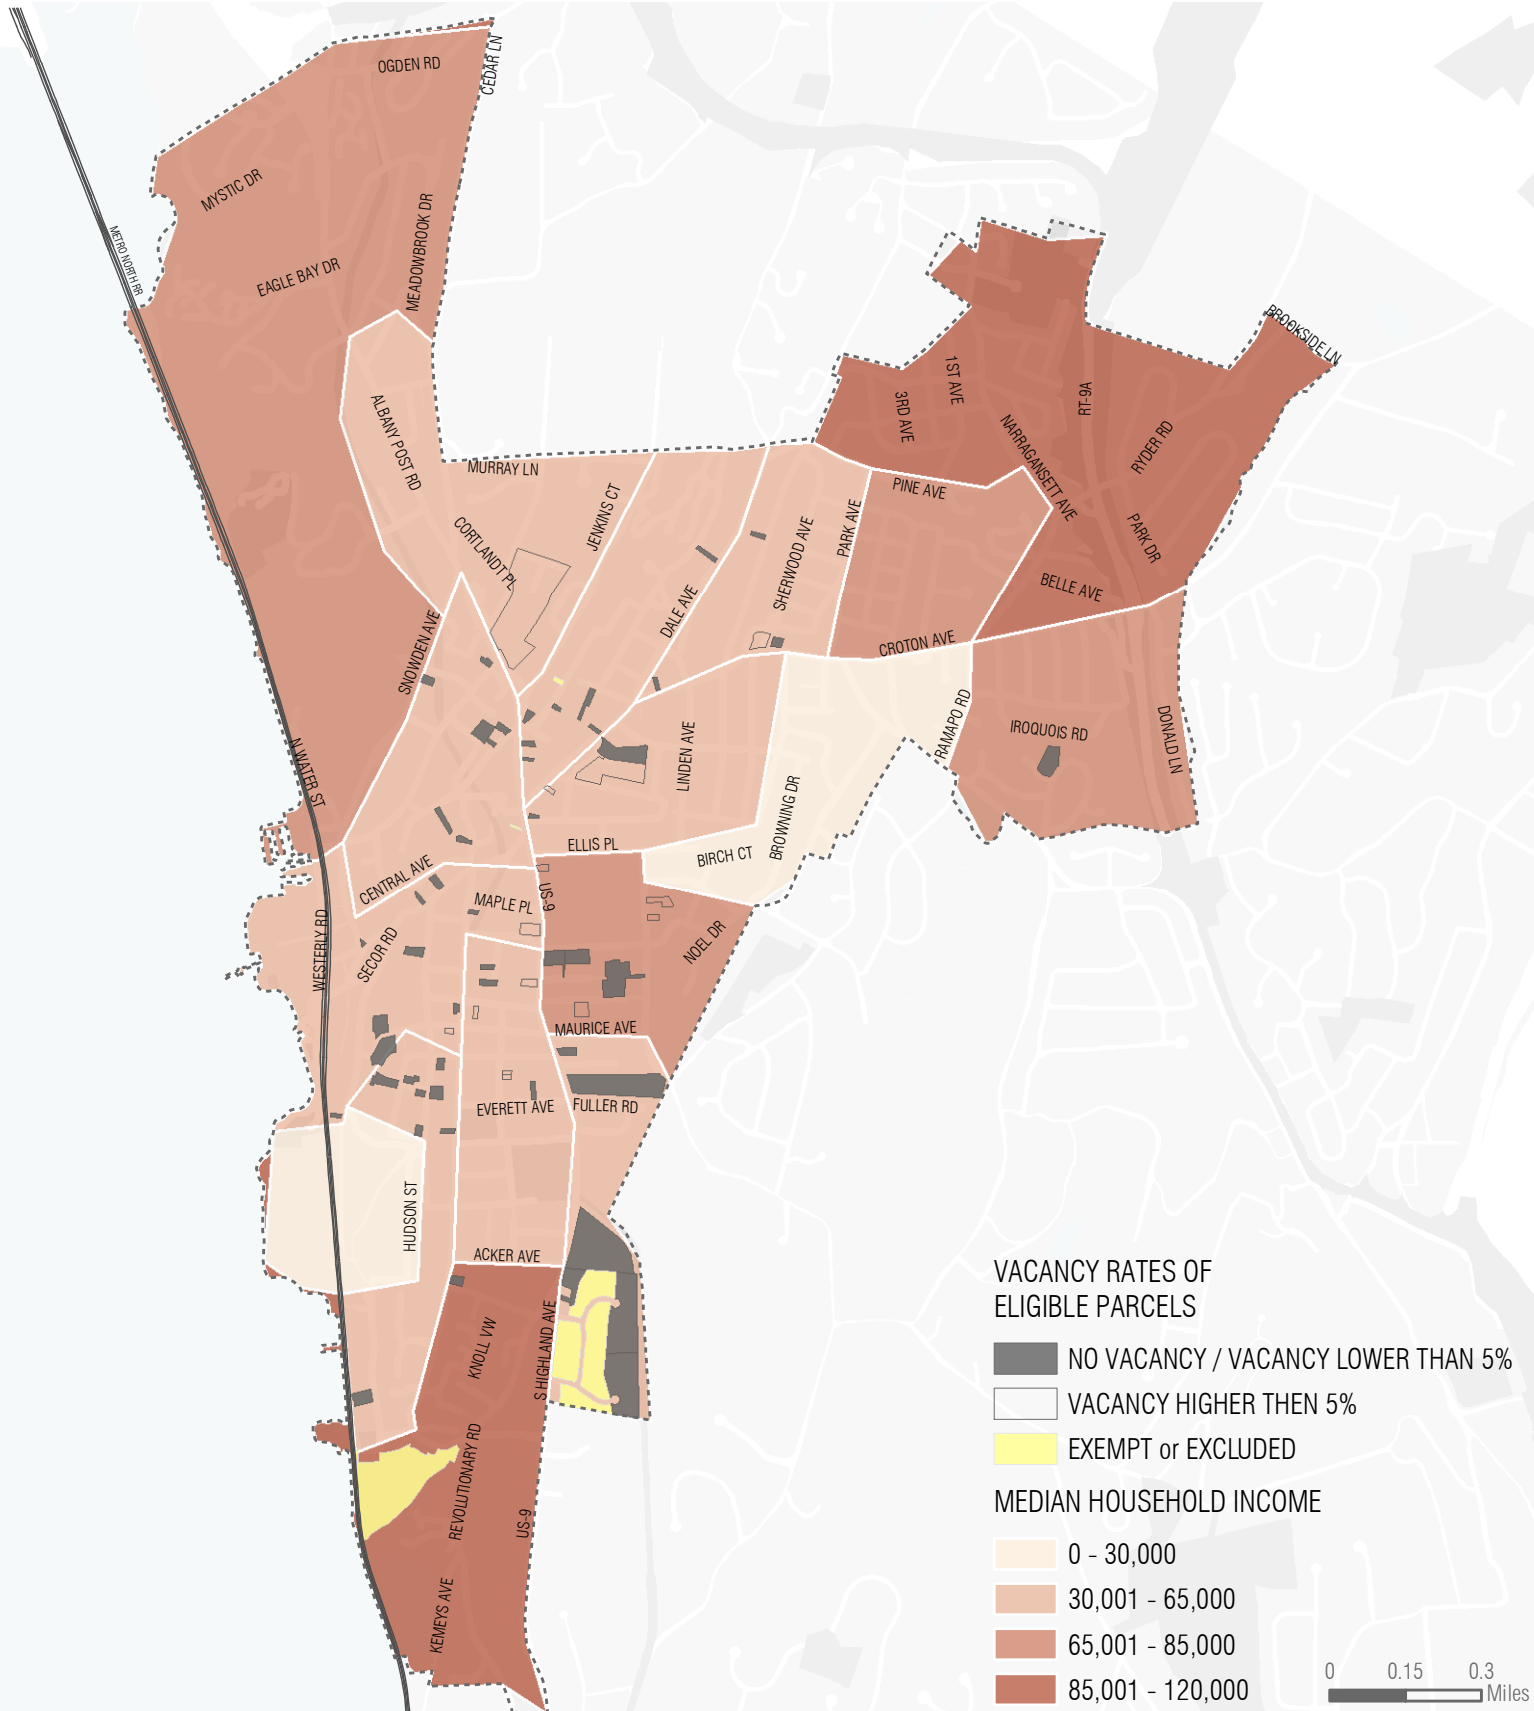 OGDEN RD
CEDAR LN
MYSTIC DR
MEADOWBROOK DR
EAGLE BAY DR
METRO NORTH RR
BROOKSIDE LN
1ST AVE
3RD AVE
RT-9A
NARRAGANSETT AVE
RYDER RD
ALBANY POST RD
MURRAY LN
PINE AVE
JENKINS CT
PARK AVE
CORTLANDT PL
SHERWOOD AVE
PARK DR
BELLE AVE
DALE AVE
SNOWDEN AVE
CROTON AVE
RAMAPO RD
IROQUOIS RD
DONALD LN
LINDEN AVE
N WATER ST
BROWNING DR
ELLIS PL
BIRCH CT
CENTRAL AVE
MAPLE PL
US-9
WESTERLY RD
SECOR RD
NOEL DR
MAURICE AVE
EVERETT AVE
FULLER RD
HUDSON ST
ACKER AVE
KNOLL VW
S HIGHLAND AVE
REVOLUTIONARY RD
US-9
KEMEYS AVE
VACANCY RATES OF
ELIGIBLE PARCELS
NO VACANCY / VACANCY LOWER THAN 5%
VACANCY HIGHER THEN 5%
EXEMPT or EXCLUDED
MEDIAN HOUSEHOLD INCOME
0 - 30,000
30,001 - 65,000
65,001 - 85,000
85,001 - 120,000
0 0.15 0.3
Miles